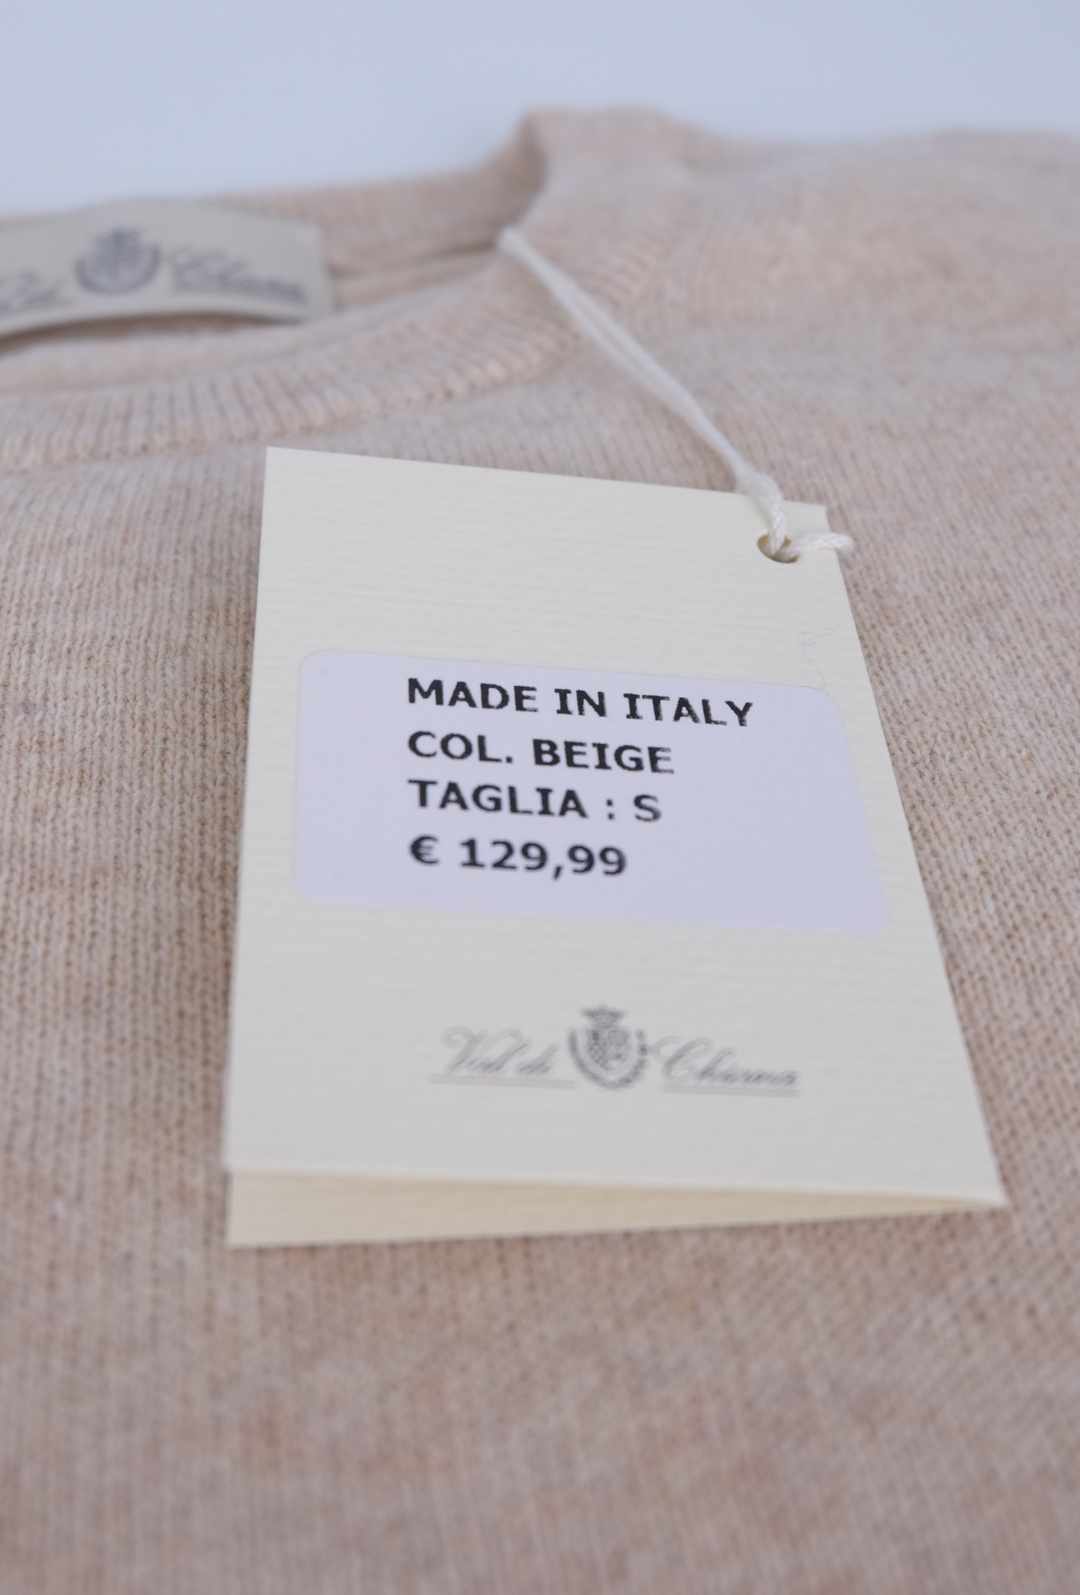 MADE IN ITALY
COL. BEIGE
TAGLIA : S
€ 129,99
Val di Chiana